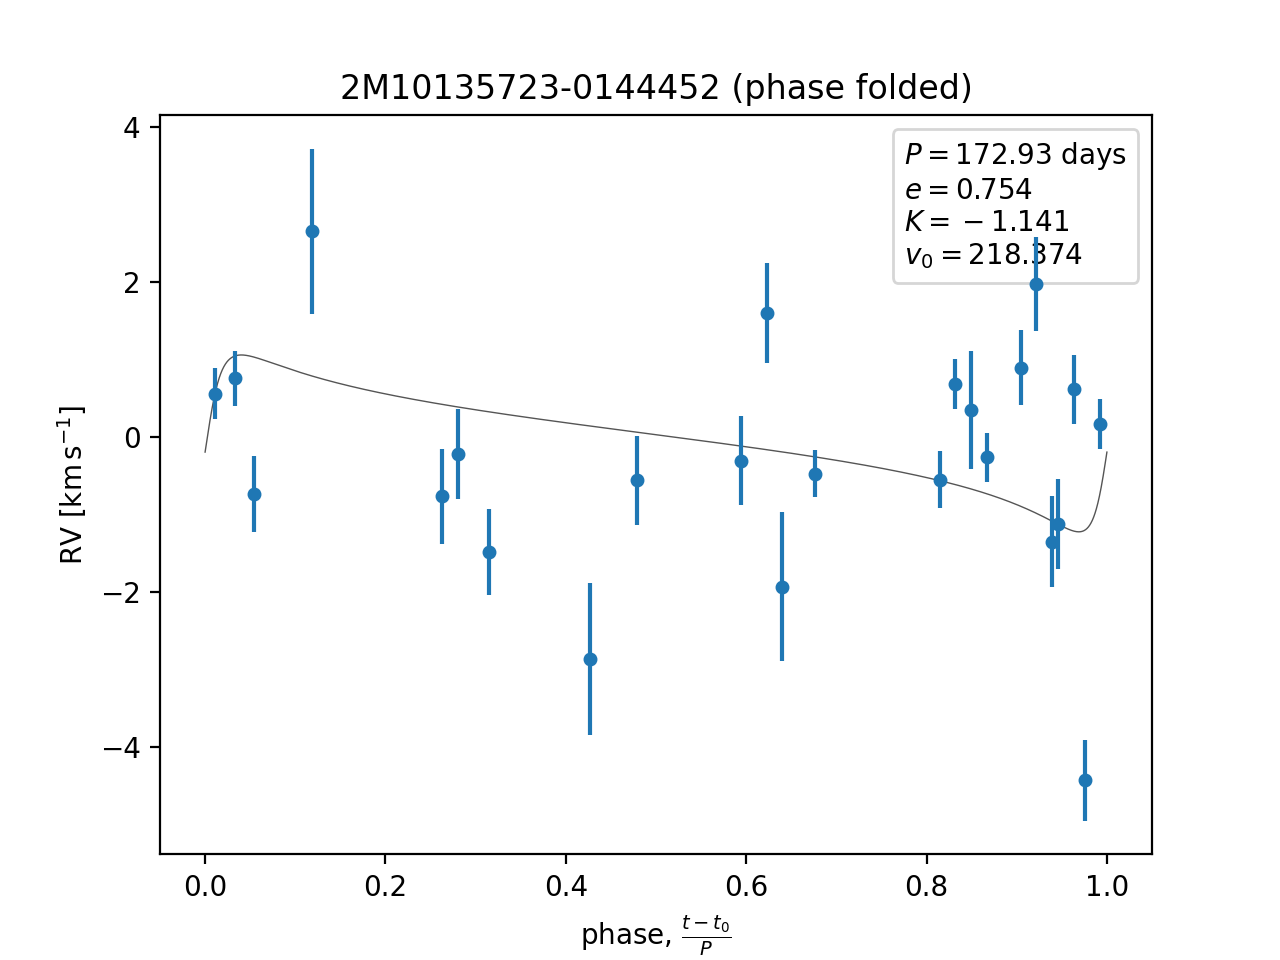 2M10135723-0144452 (phase folded)
P = 172.93 days
e = 0.754
K = −1.141
v₀ = 218.374
RV [km s⁻¹]
4
2
0
−2
−4
0.0 0.2 0.4 0.6 0.8 1.0
phase, (t − t₀)/P